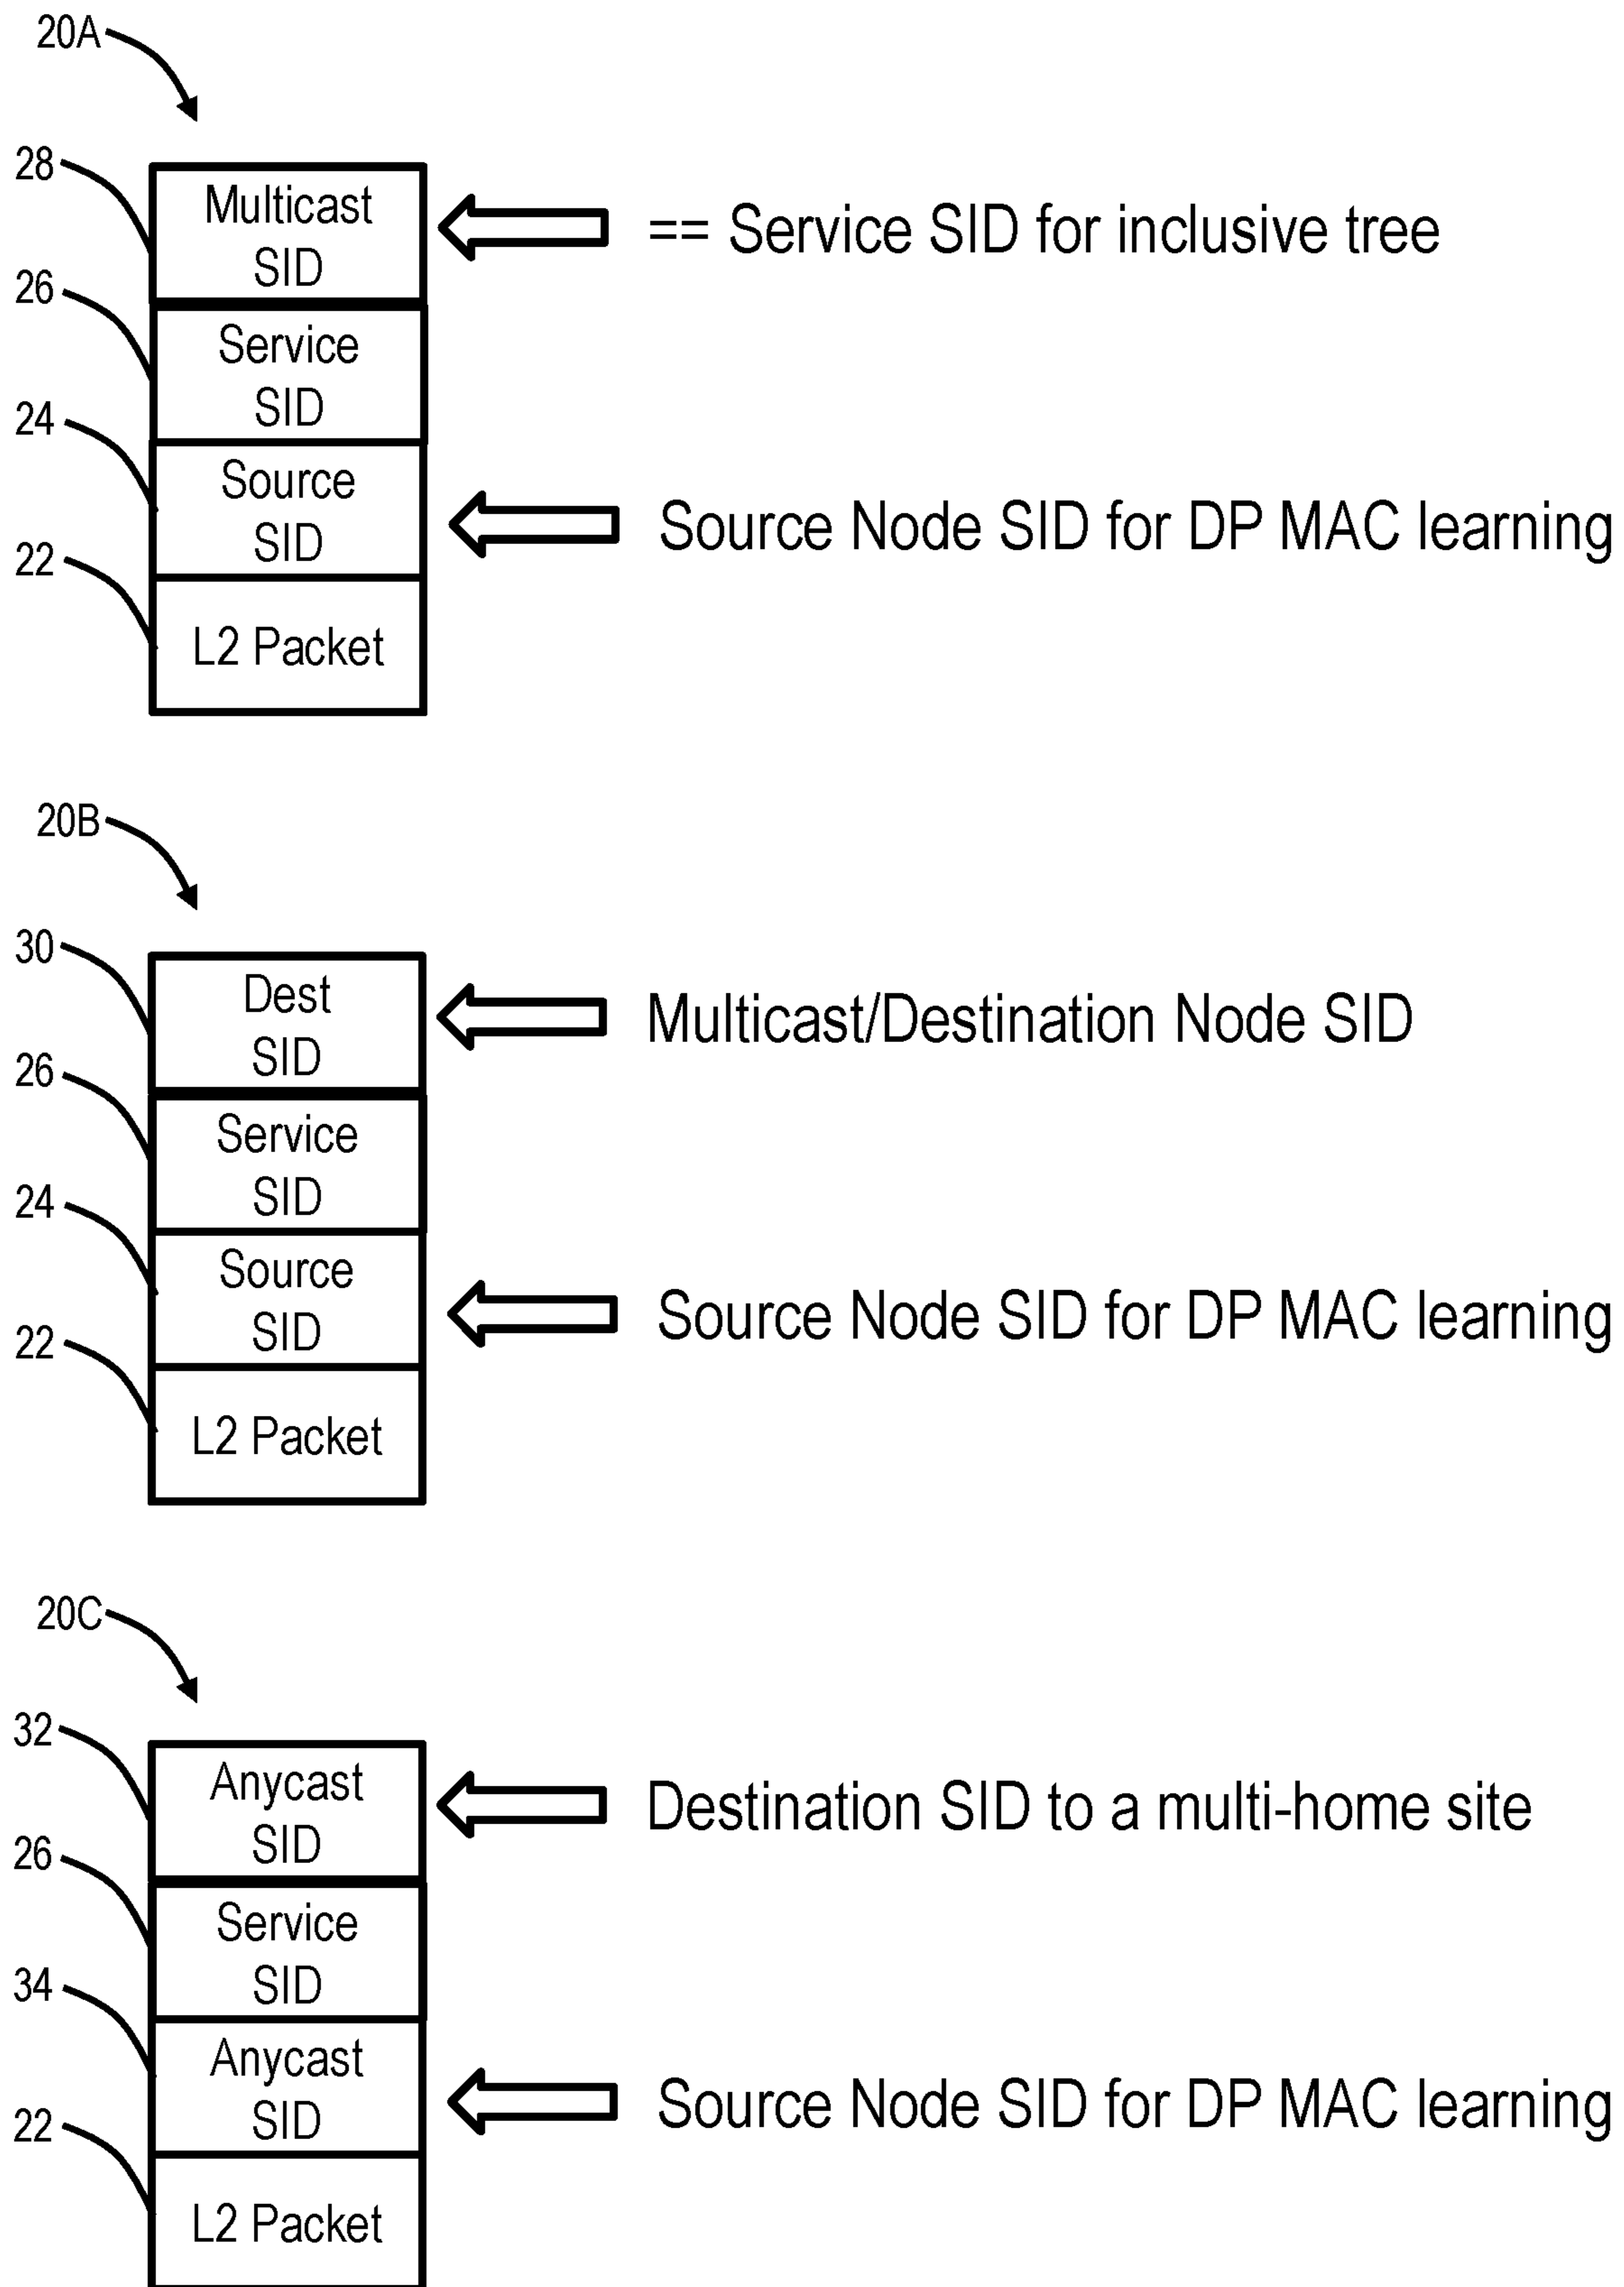 20A
28
Multicast
SID
== Service SID for inclusive tree
26
Service
SID
24
Source
SID
Source Node SID for DP MAC learning
22
L2 Packet
20B
30
Dest
SID
Multicast/Destination Node SID
26
Service
SID
24
Source
SID
Source Node SID for DP MAC learning
22
L2 Packet
20C
32
Anycast
SID
Destination SID to a multi-home site
26
Service
SID
34
Anycast
SID
Source Node SID for DP MAC learning
22
L2 Packet